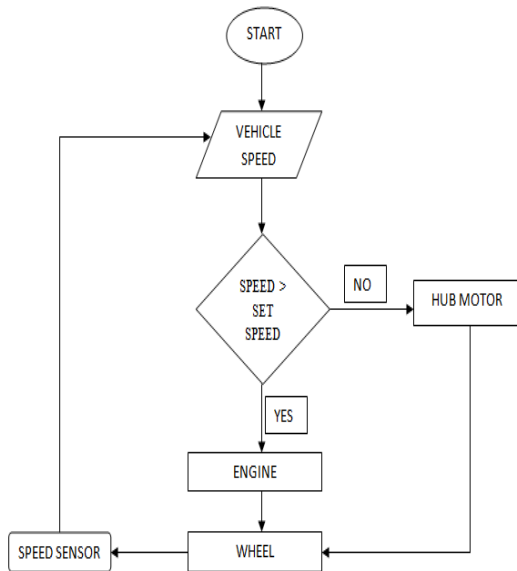 START
VEHICLE
SPEED
SPEED >
SET
SPEED
NO
HUB MOTOR
YES
ENGINE
SPEED SENSOR
WHEEL